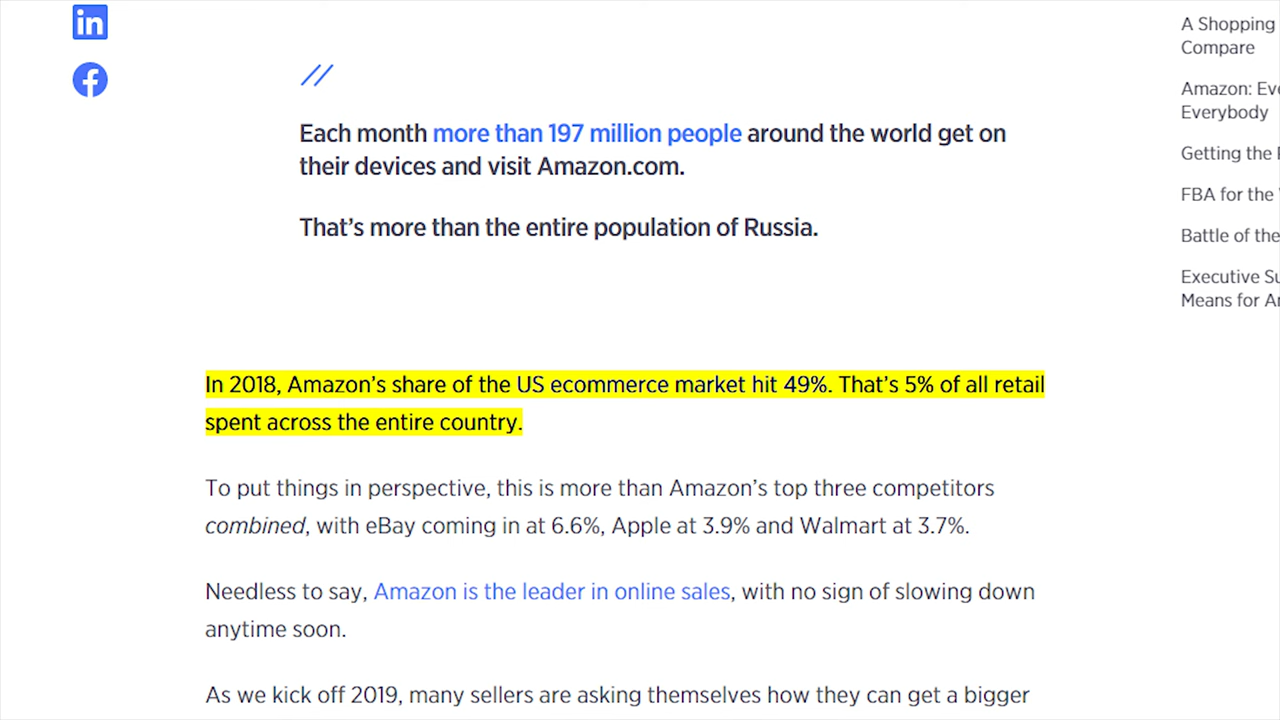 in
f
//
Each month more than 197 million people around the world get on
their devices and visit Amazon.com.
That's more than the entire population of Russia.
In 2018, Amazon's share of the US ecommerce market hit 49%. That's 5% of all retail
spent across the entire country.
To put things in perspective, this is more than Amazon's top three competitors
combined, with eBay coming in at 6.6%, Apple at 3.9% and Walmart at 3.7%.
Needless to say, Amazon is the leader in online sales, with no sign of slowing down
anytime soon.
As we kick off 2019, many sellers are asking themselves how they can get a bigger
A Shopping
Compare
Amazon:
Everybody
Getting the
FBA for the
Battle of the
Executive
Means for